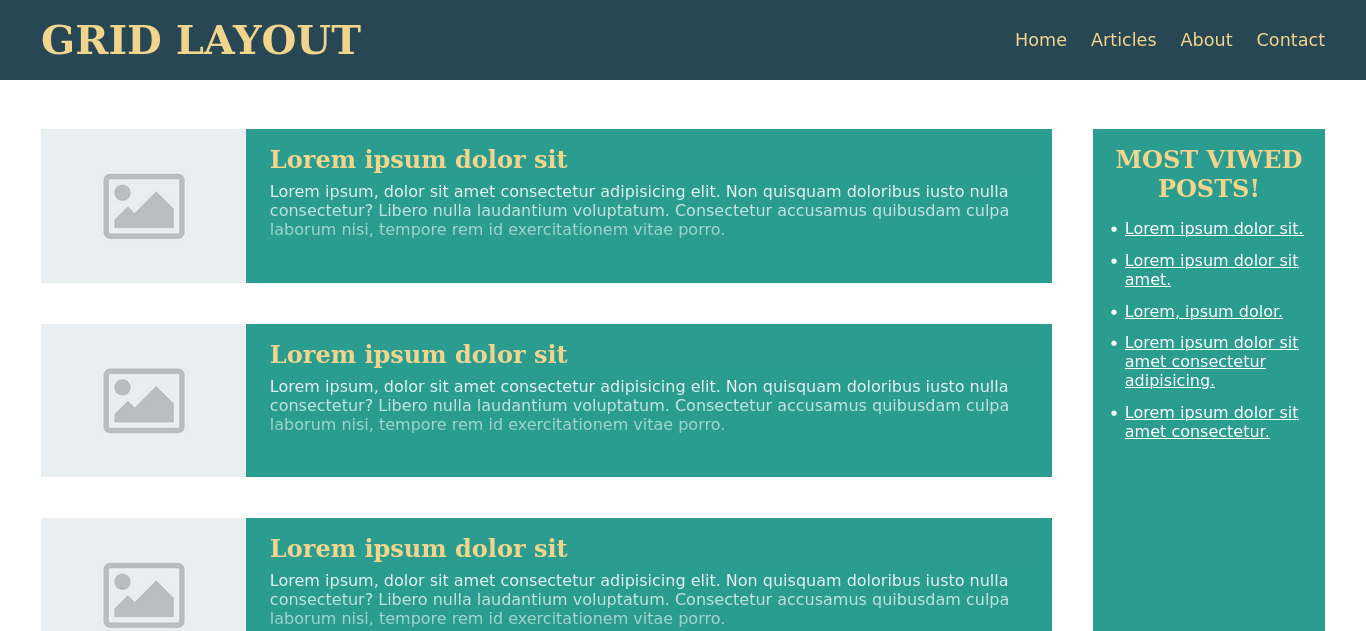 GRID LAYOUT
Home Articles About Contact
Lorem ipsum dolor sit
Lorem ipsum, dolor sit amet consectetur adipisicing elit. Non quisquam doloribus iusto nulla
consectetur? Libero nulla laudantium voluptatum. Consectetur accusamus quibusdam culpa
laborum nisi, tempore rem id exercitationem vitae porro.
Lorem ipsum dolor sit
Lorem ipsum, dolor sit amet consectetur adipisicing elit. Non quisquam doloribus iusto nulla
consectetur? Libero nulla laudantium voluptatum. Consectetur accusamus quibusdam culpa
laborum nisi, tempore rem id exercitationem vitae porro.
Lorem ipsum dolor sit
Lorem ipsum, dolor sit amet consectetur adipisicing elit. Non quisquam doloribus iusto nulla
consectetur? Libero nulla laudantium voluptatum. Consectetur accusamus quibusdam culpa
laborum nisi, tempore rem id exercitationem vitae porro.
MOST VIWED
POSTS!
• Lorem ipsum dolor sit.
• Lorem ipsum dolor sit
amet.
• Lorem, ipsum dolor.
• Lorem ipsum dolor sit
amet consectetur
adipisicing.
• Lorem ipsum dolor sit
amet consectetur.